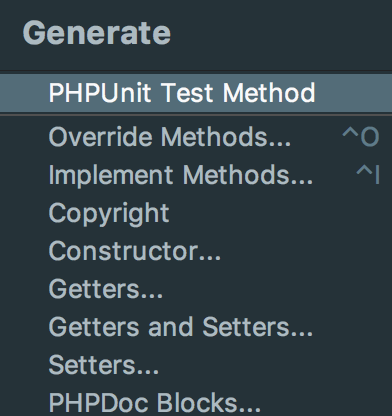 Generate
PHPUnit Test Method
Override Methods... ^O
Implement Methods... ^I
Copyright
Constructor...
Getters...
Getters and Setters...
Setters...
PHPDoc Blocks...